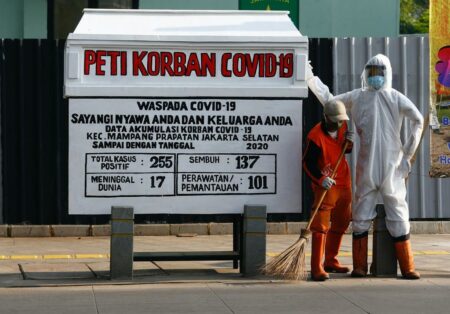 PETI KORBAN COVID-19
WASPADA COVID-19
SAYANGI NYAWA ANDA DAN KELUARGA ANDA
DATA AKUMULASI KORBAN COVID-19
KEC. MAMPANG PRAPATAN JAKARTA SELATAN
SAMPAI DENGAN TANGGAL 2020
TOTAL KASUS POSITIF : 255
SEMBUH : 137
MENINGGAL DUNIA : 17
PERAWATAN/ PEMANTAUAN : 101